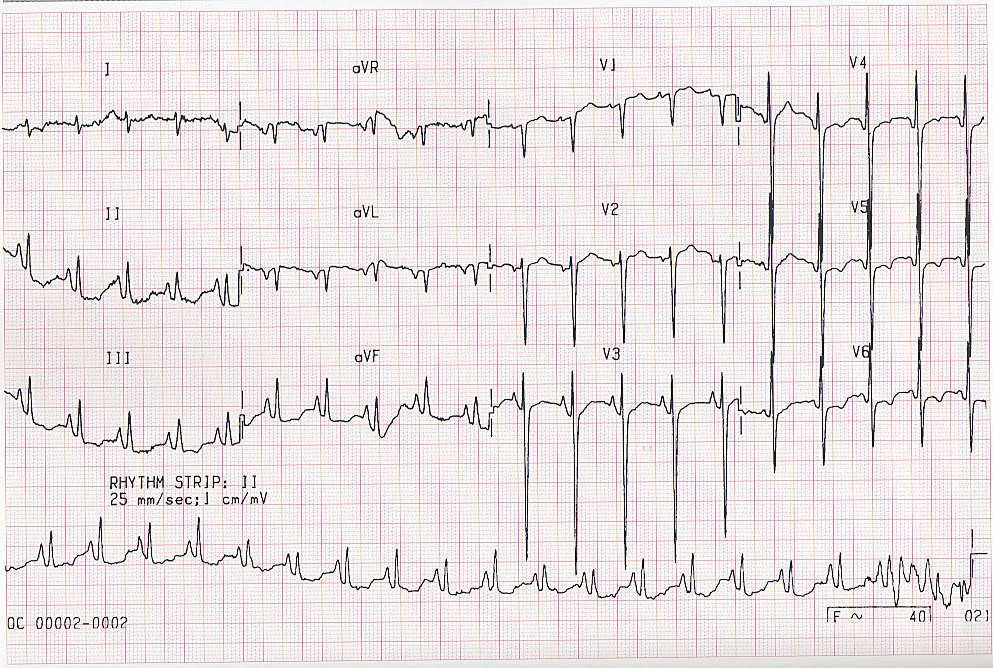 I aVR V1 V4
II aVL V2 V5
III aVF V3 V6
RHYTHM STRIP: II
25 mm/sec;1 cm/mV
OC 00002-0002
F ~ 40